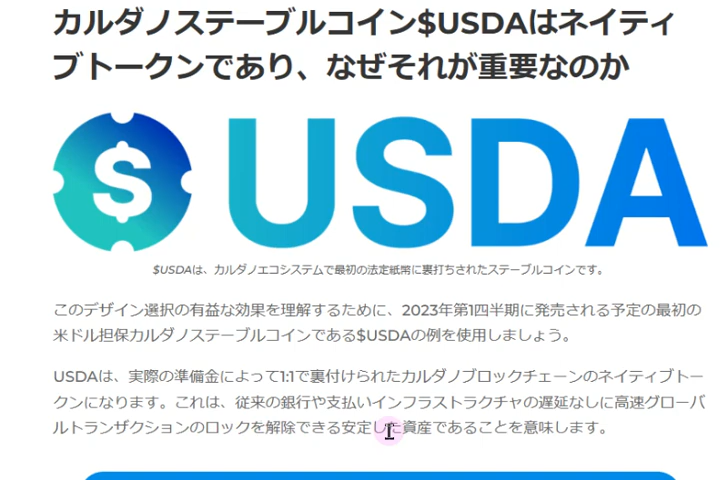 カルダノステーブルコイン$USDAはネイティ
ブトークンであり、なぜそれが重要なのか
$ USDA
$USDAは、カルダノエコシステムで最初の法定紙幣に裏打ちされたステーブルコインです。
このデザイン選択の有益な効果を理解するために、2023年第1四半期に発売される予定の最初の
米ドル担保カルダノステーブルコインである$USDAの例を使用しましょう。
USDAは、実際の準備金によって1:1で裏付けられたカルダノブロックチェーンのネイティブトー
クンになります。これは、従来の銀行や支払いインフラストラクチャの遅延なしに高速グローバ
ルトランザクションのロックを解除できる安定した資産であることを意味します。